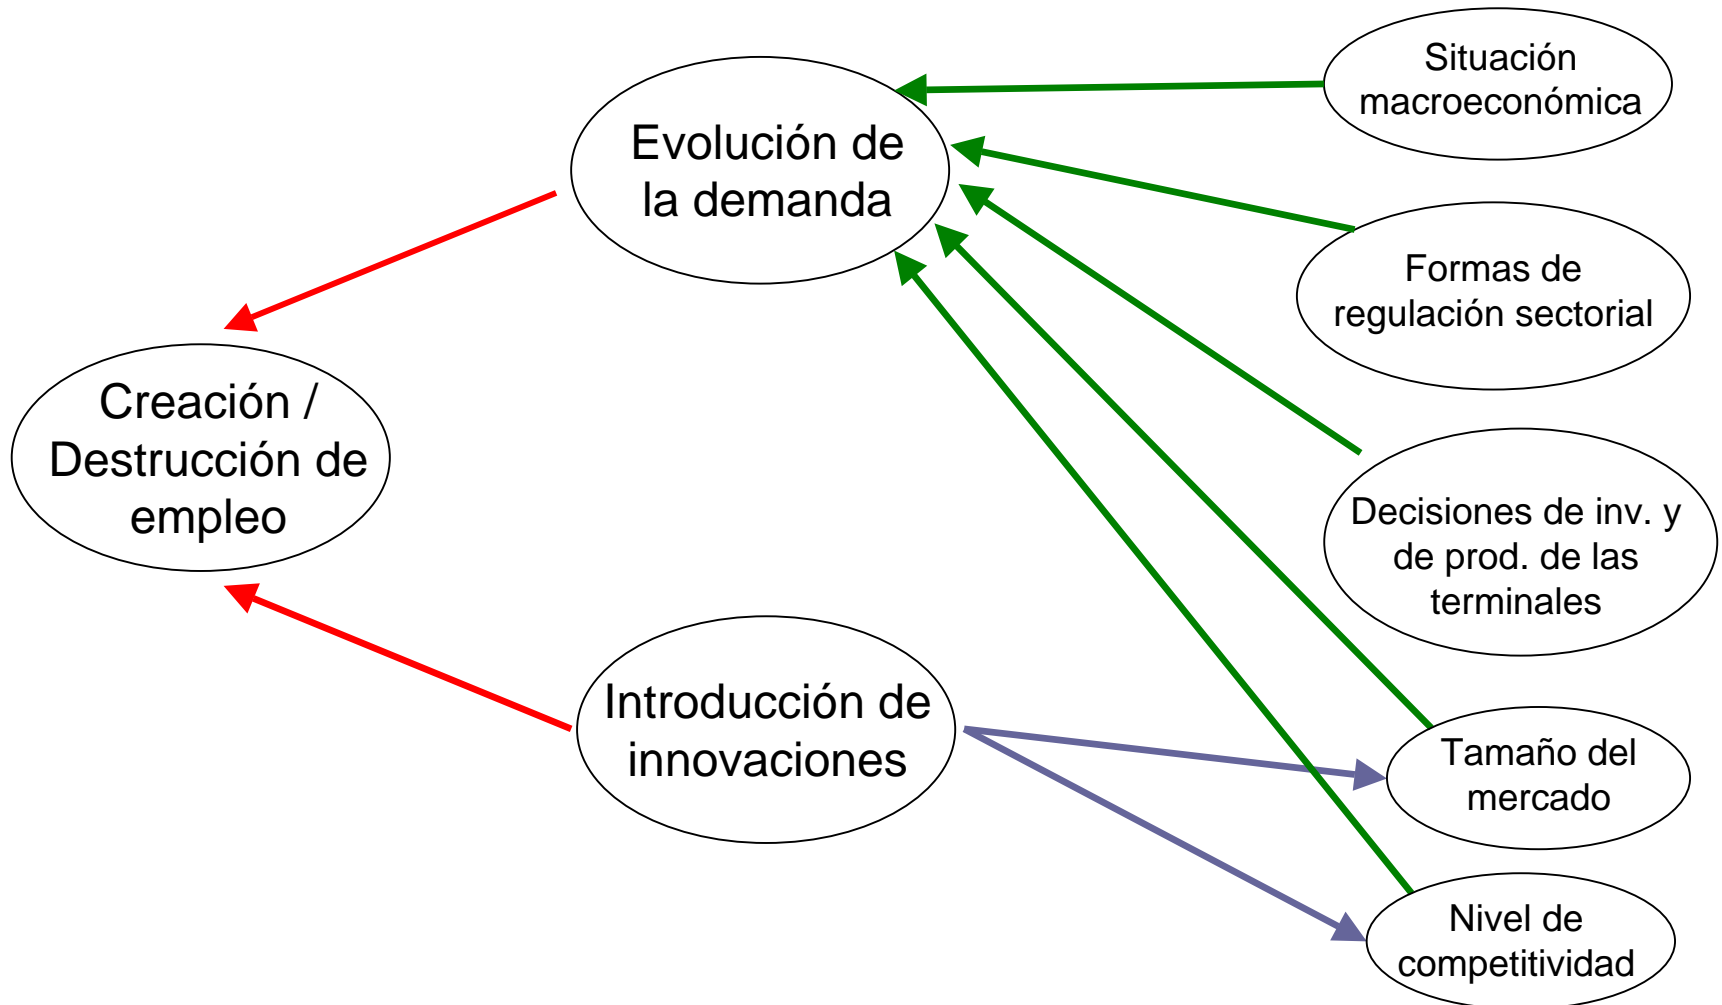 Situación
macroeconómica
Evolución de
la demanda
Formas de
regulación sectorial
Creación /
Destrucción de
empleo
Decisiones de inv. y
de prod. de las
terminales
Introducción de
innovaciones
Tamaño del
mercado
Nivel de
competitividad